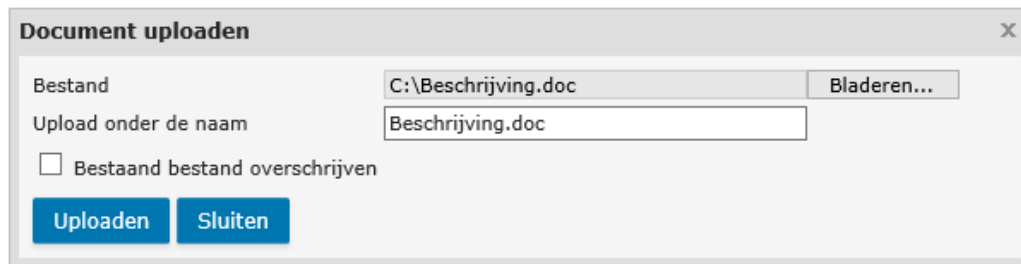 Document uploaden x
Bestand C:\Beschrijving.doc Bladeren...
Upload onder de naam Beschrijving.doc
Bestaand bestand overschrijven
Uploaden Sluiten